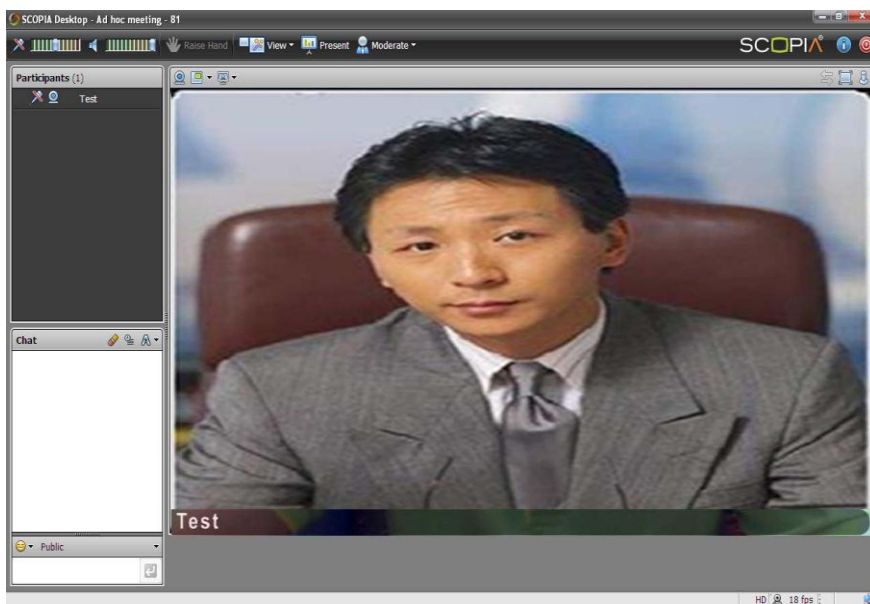 SCOPIA Desktop - Ad hoc meeting - 81
Raise Hand View Present Moderate SCOPIA
Participants (1)
Test
Chat
Test
Public
HD 18 fps